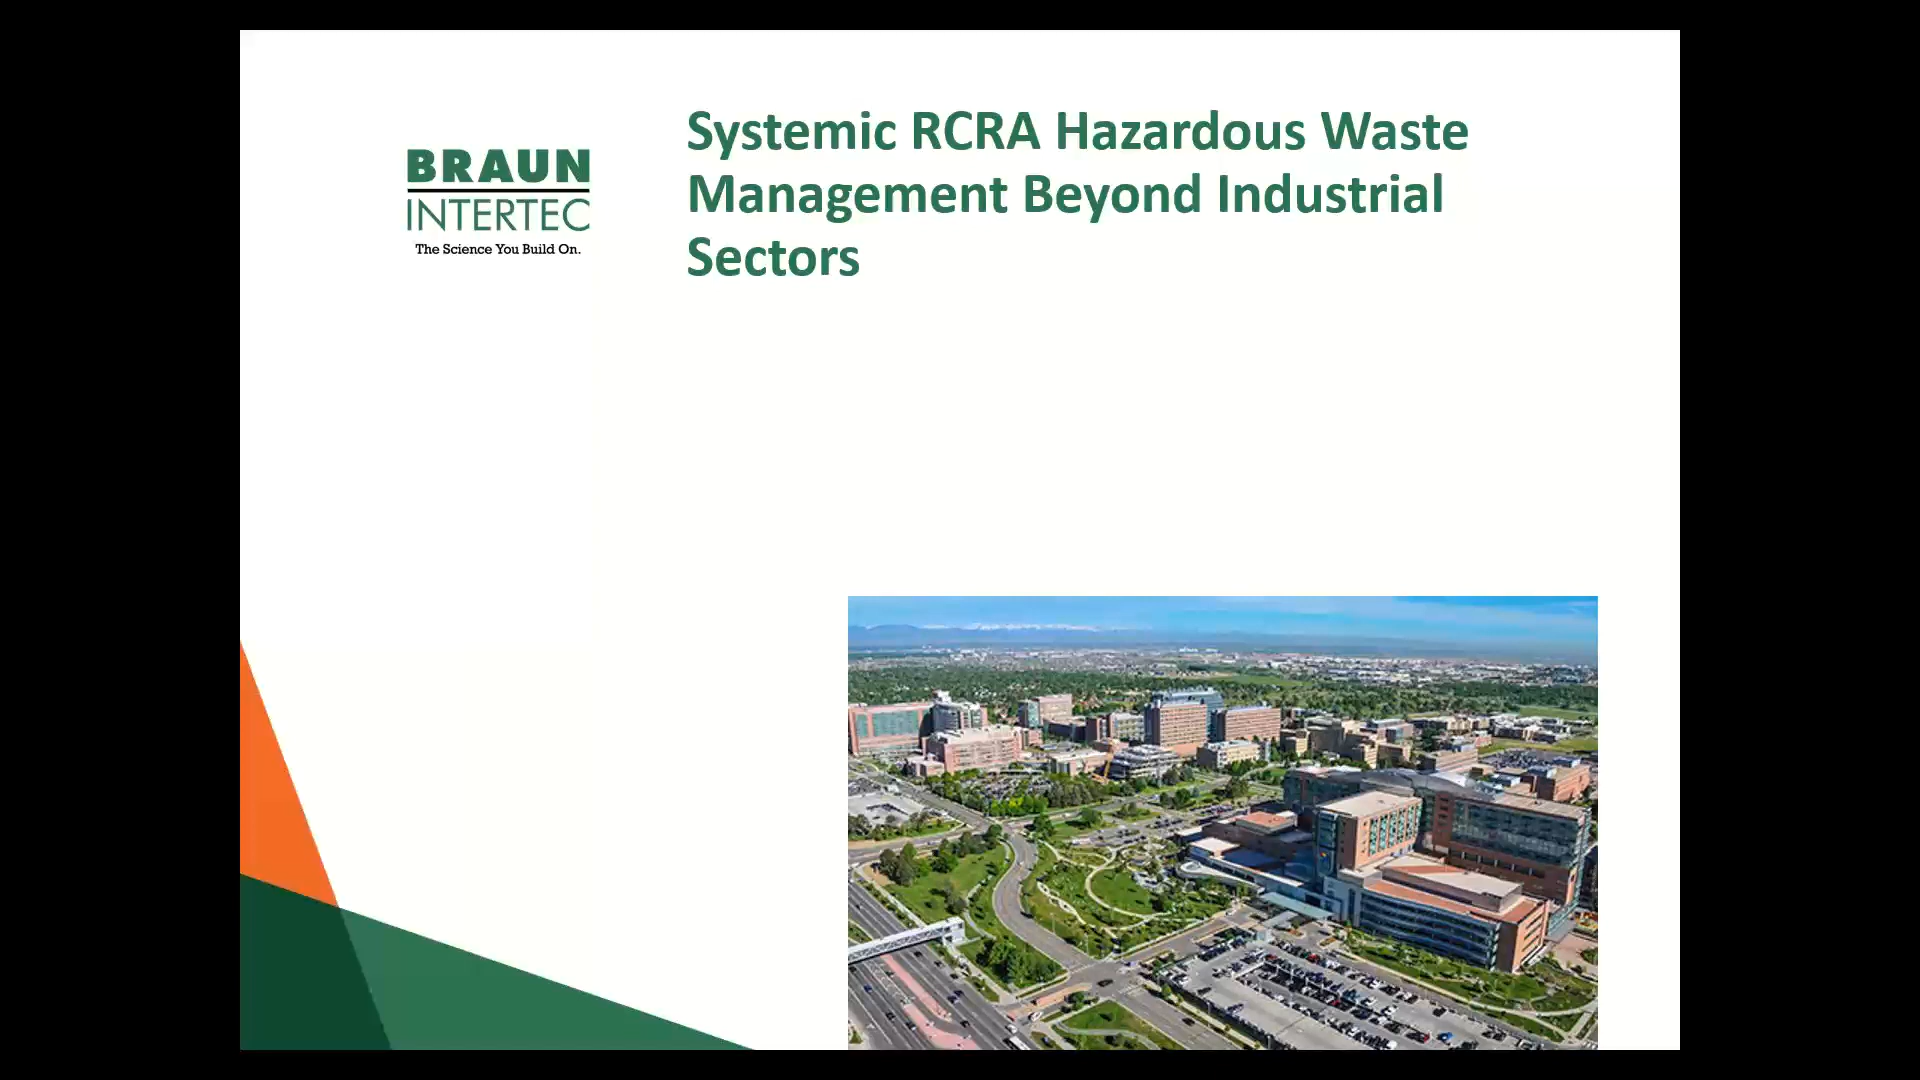 BRAUN
INTERTEC
The Science You Build On.
Systemic RCRA Hazardous Waste
Management Beyond Industrial
Sectors